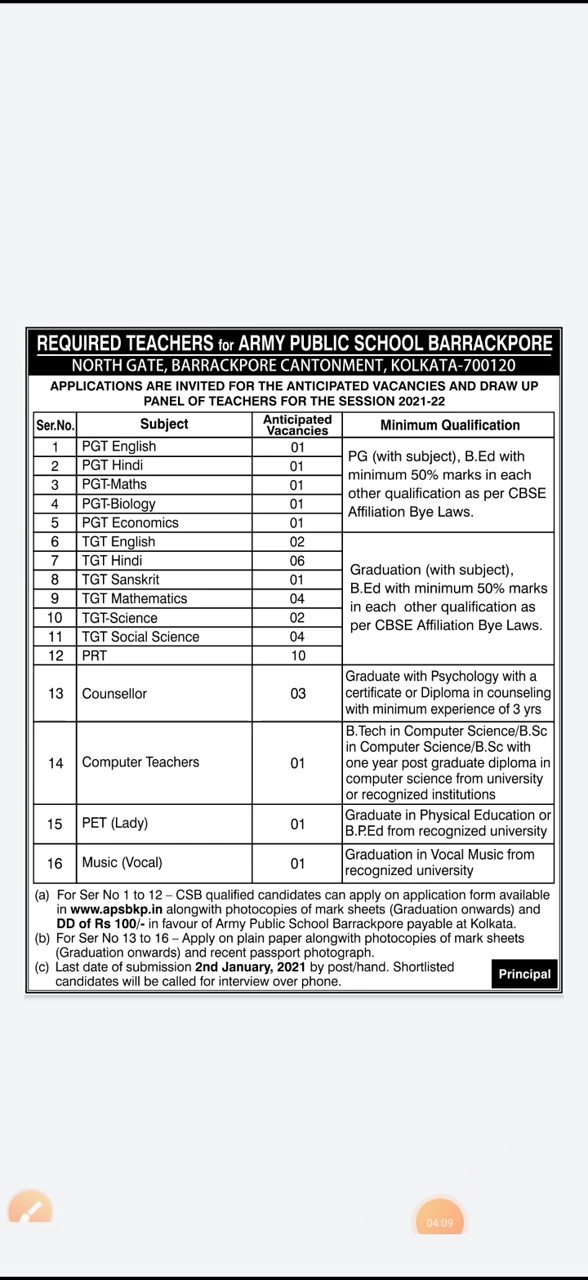 REQUIRED TEACHERS for ARMY PUBLIC SCHOOL BARRACKPORE
NORTH GATE, BARRACKPORE CANTONMENT, KOLKATA-700120
APPLICATIONS ARE INVITED FOR THE ANTICIPATED VACANCIES AND DRAW UP
PANEL OF TEACHERS FOR THE SESSION 2021-22
Ser.No. Subject Anticipated Vacancies Minimum Qualification
1 PGT English 01
2 PGT Hindi 01
3 PGT-Maths 01
4 PGT-Biology 01
5 PGT Economics 01
PG (with subject), B.Ed with
minimum 50% marks in each
other qualification as per CBSE
Affiliation Bye Laws.
6 TGT English 02
7 TGT Hindi 06
8 TGT Sanskrit 01
9 TGT Mathematics 04
10 TGT-Science 02
11 TGT Social Science 04
12 PRT 10
Graduation (with subject),
B.Ed with minimum 50% marks
in each other qualification as
per CBSE Affiliation Bye Laws.
13 Counsellor 03
Graduate with Psychology with a
certificate or Diploma in counseling
with minimum experience of 3 yrs
14 Computer Teachers 01
B.Tech in Computer Science/B.Sc
in Computer Science/B.Sc with
one year post graduate diploma in
computer science from university
or recognized institutions
15 PET (Lady) 01
Graduate in Physical Education or
B.P.Ed from recognized university
16 Music (Vocal) 01
Graduation in Vocal Music from
recognized university
(a) For Ser No 1 to 12 – CSB qualified candidates can apply on application form available
in www.apsbkp.in alongwith photocopies of mark sheets (Graduation onwards) and
DD of Rs 100/- in favour of Army Public School Barrackpore payable at Kolkata.
(b) For Ser No 13 to 16 – Apply on plain paper alongwith photocopies of mark sheets
(Graduation onwards) and recent passport photograph.
(c) Last date of submission 2nd January, 2021 by post/hand. Shortlisted
candidates will be called for interview over phone.
Principal
04:09